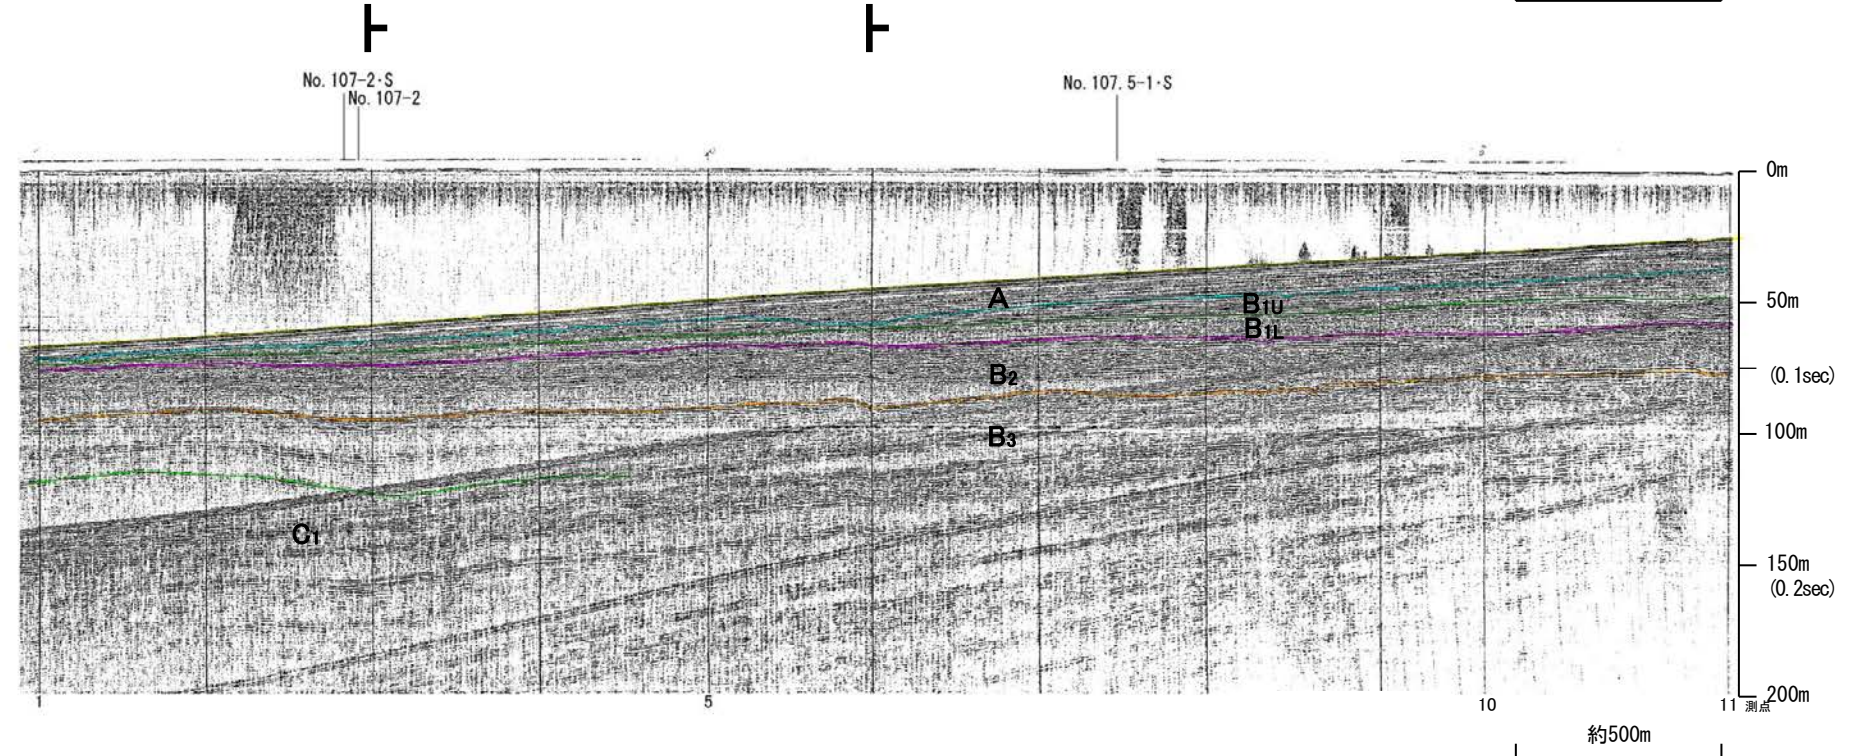 No. 107-2·S
No. 107-2
No. 107. 5-1·S
0m
A
50m
B1U
B1L
B2
(0. 1sec)
B3
100m
C1
150m
(0. 2sec)
200m
1
5
10
11 測点
約500m